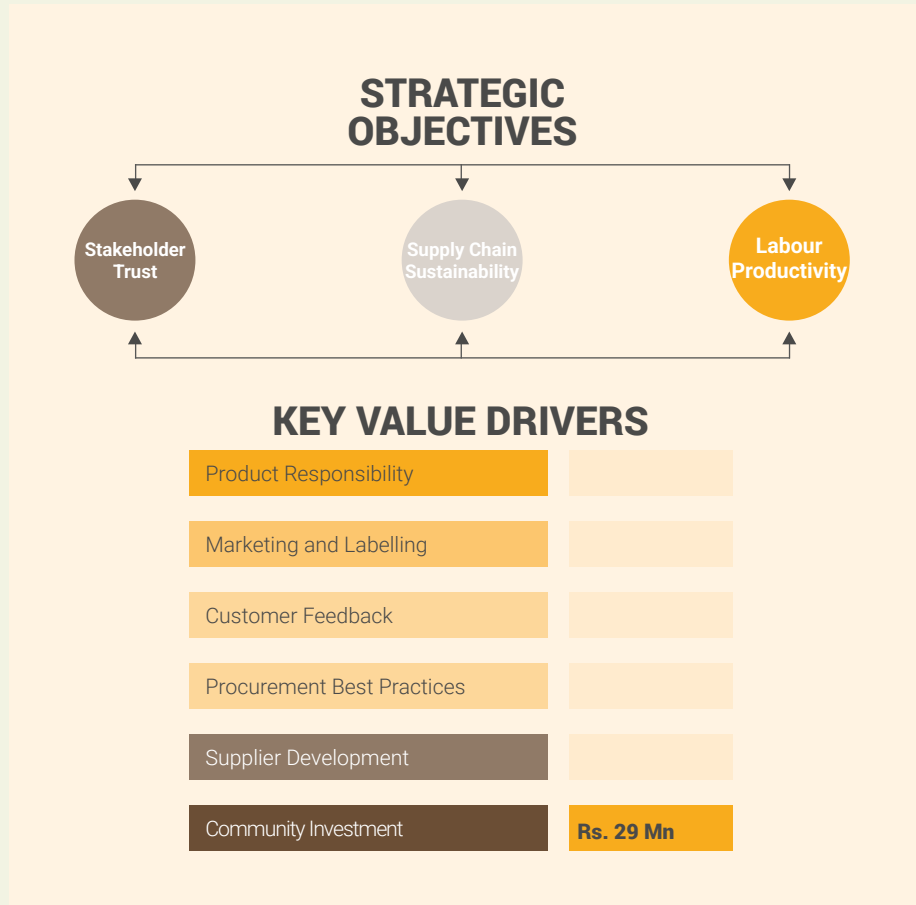 STRATEGIC
OBJECTIVES
Stakeholder
Trust
Supply Chain
Sustainability
Labour
Productivity
KEY VALUE DRIVERS
Product Responsibility
Marketing and Labelling
Customer Feedback
Procurement Best Practices
Supplier Development
Community Investment
Rs. 29 Mn